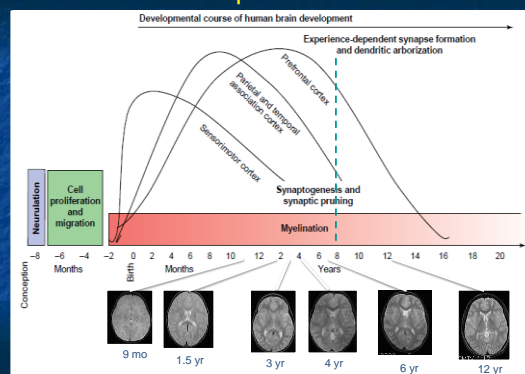 Developmental course of human brain development
Experience-dependent synapse formation
and dendritic arborization
Prefrontal cortex
Parietal and temporal
association cortex
Sensorimotor cortex
Synaptogenesis and
synaptic pruning
Neurulation
Cell
proliferation
and
migration
Myelination
−8 −6 −4 −2 0 2 4 6 8 10 12 2 4 6 8 10 12 14 16 18 20
Conception
Months
Birth
Months
Years
9 mo
1.5 yr
3 yr
4 yr
6 yr
12 yr